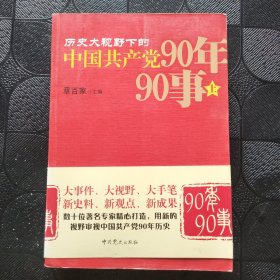 历史大视野下的
中国共产党90年
90事 上
章百家 主编
大事件、大视野、大手笔
新史料、新观点、新成果
数十位著名专家精心打造，用新的
视野审视中国共产党90年历史
90年
90事
中共党史出版社